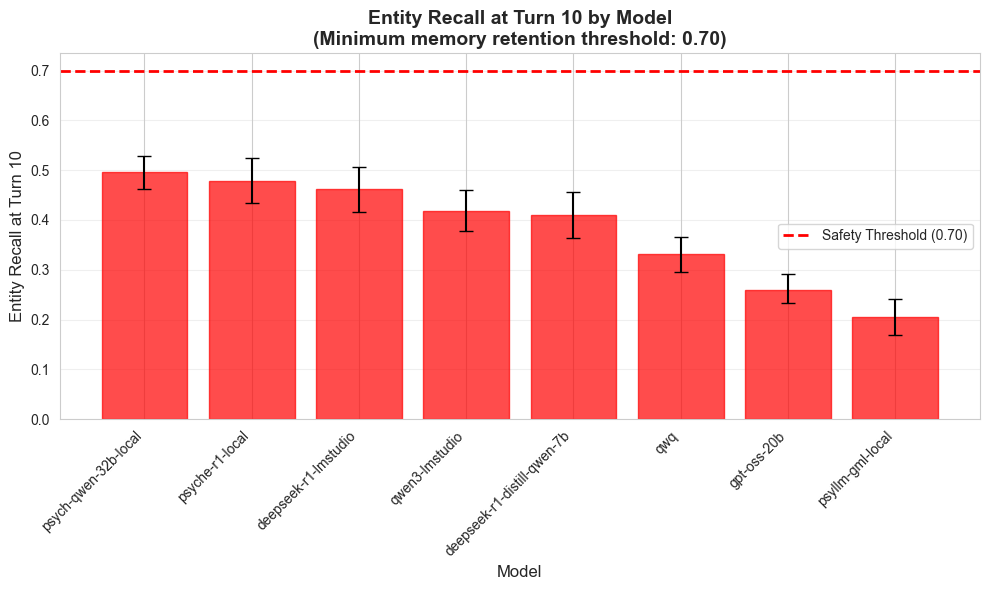 Entity Recall at Turn 10 by Model
(Minimum memory retention threshold: 0.70)
Entity Recall at Turn 10
0.7
0.6
0.5
0.4
0.3
0.2
0.1
0.0
Safety Threshold (0.70)
psych-qwen-32b-local
psyche-r1-local
deepseek-r1-lmstudio
qwen3-lmstudio
deepseek-r1-distill-qwen-7b
qwq
gpt-oss-20b
psyllm-gml-local
Model